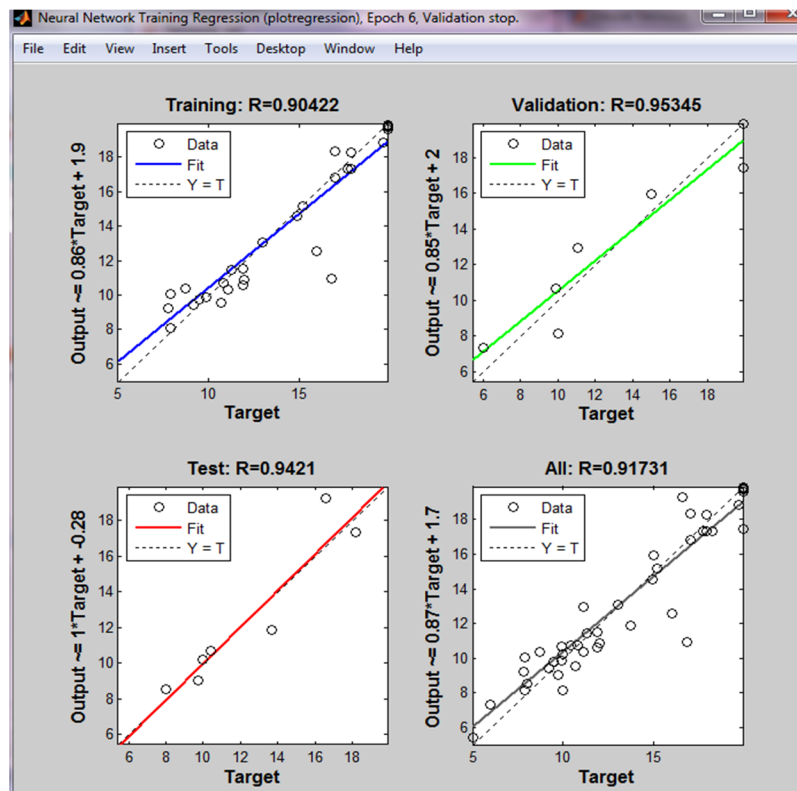 Neural Network Training Regression (plotregression), Epoch 6, Validation stop.
File Edit View Insert Tools Desktop Window Help
Training: R=0.90422
Output ~= 0.86*Target + 1.9
18
16
14
12
10
8
6
Data
Fit
Y = T
5 10 15
Target
Validation: R=0.95345
Output ~= 0.85*Target + 2
18
16
14
12
10
8
6
Data
Fit
Y = T
6 8 10 12 14 16 18
Target
Test: R=0.9421
Output ~= 1*Target + -0.28
18
16
14
12
10
8
6
Data
Fit
Y = T
6 8 10 12 14 16 18
Target
All: R=0.91731
Output ~= 0.87*Target + 1.7
18
16
14
12
10
8
6
Data
Fit
Y = T
5 10 15
Target